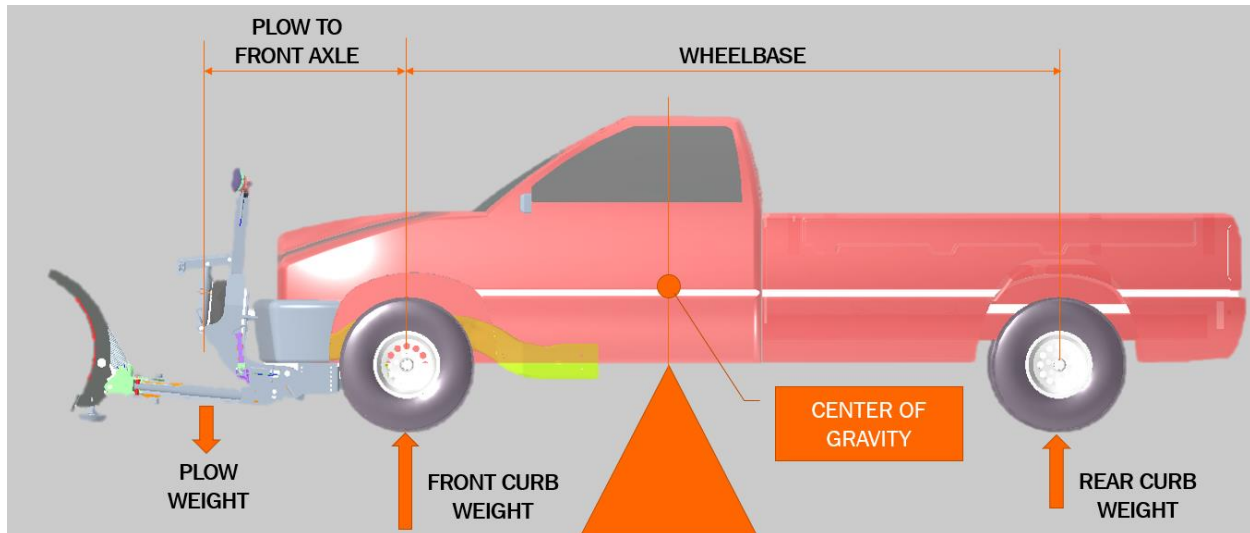 PLOW TO
FRONT AXLE
WHEELBASE
CENTER OF
GRAVITY
PLOW
WEIGHT
FRONT CURB
WEIGHT
REAR CURB
WEIGHT